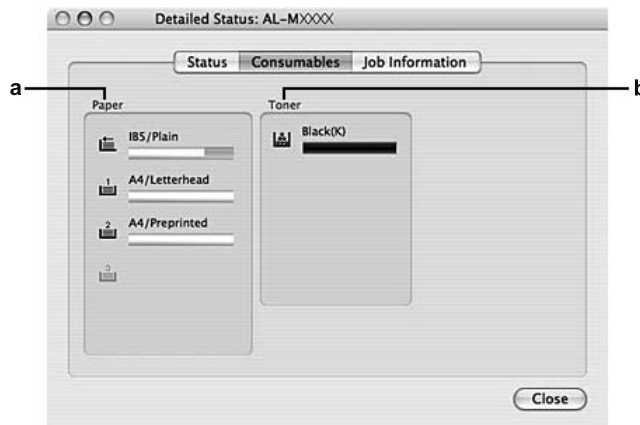 Detailed Status: AL-MXXXX
Status Consumables Job Information
a
b
Paper
Toner
IB5/Plain
Black(K)
1
A4/Letterhead
2
A4/Preprinted
3
Close